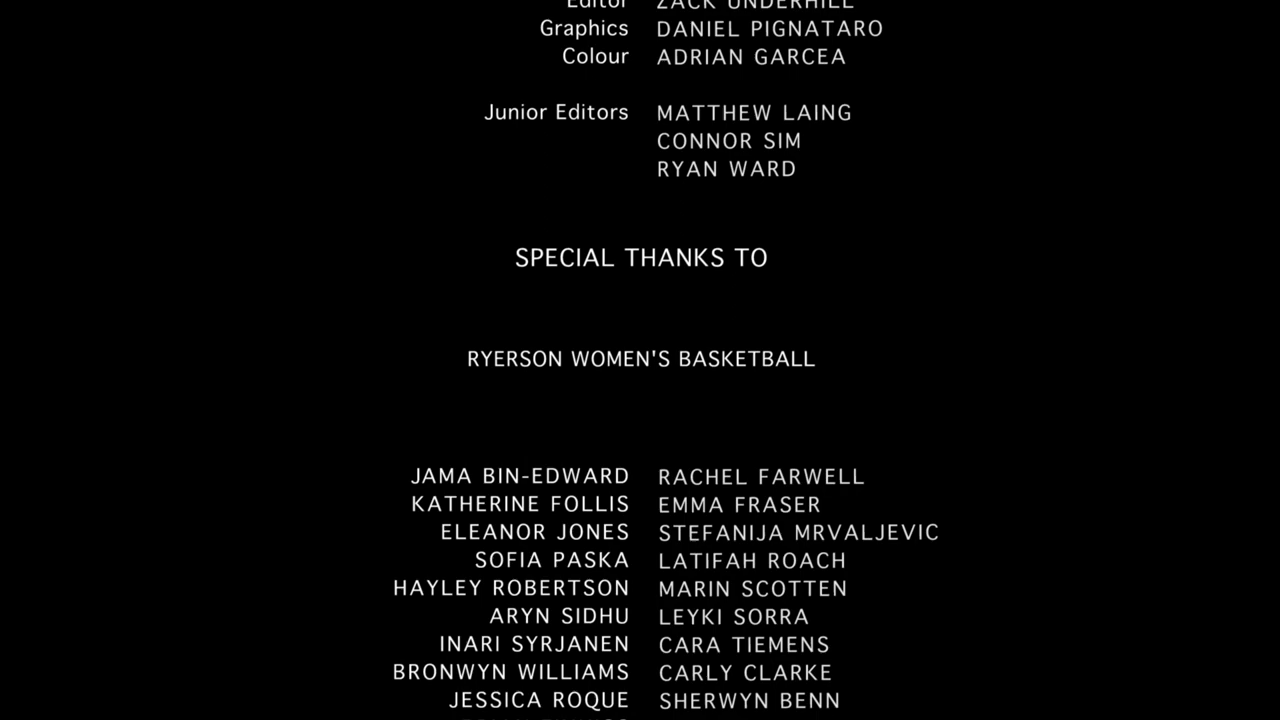 Editor ZACK UNDERHILL
Graphics DANIEL PIGNATARO
Colour ADRIAN GARCEA
Junior Editors MATTHEW LAING
CONNOR SIM
RYAN WARD
SPECIAL THANKS TO
RYERSON WOMEN'S BASKETBALL
JAMA BIN-EDWARD RACHEL FARWELL
KATHERINE FOLLIS EMMA FRASER
ELEANOR JONES STEFANIJA MRVALJEVIC
SOFIA PASKA LATIFAH ROACH
HAYLEY ROBERTSON MARIN SCOTTEN
ARYN SIDHU LEYKI SORRA
INARI SYRJANEN CARA TIEMENS
BRONWYN WILLIAMS CARLY CLARKE
JESSICA ROQUE SHERWYN BENN